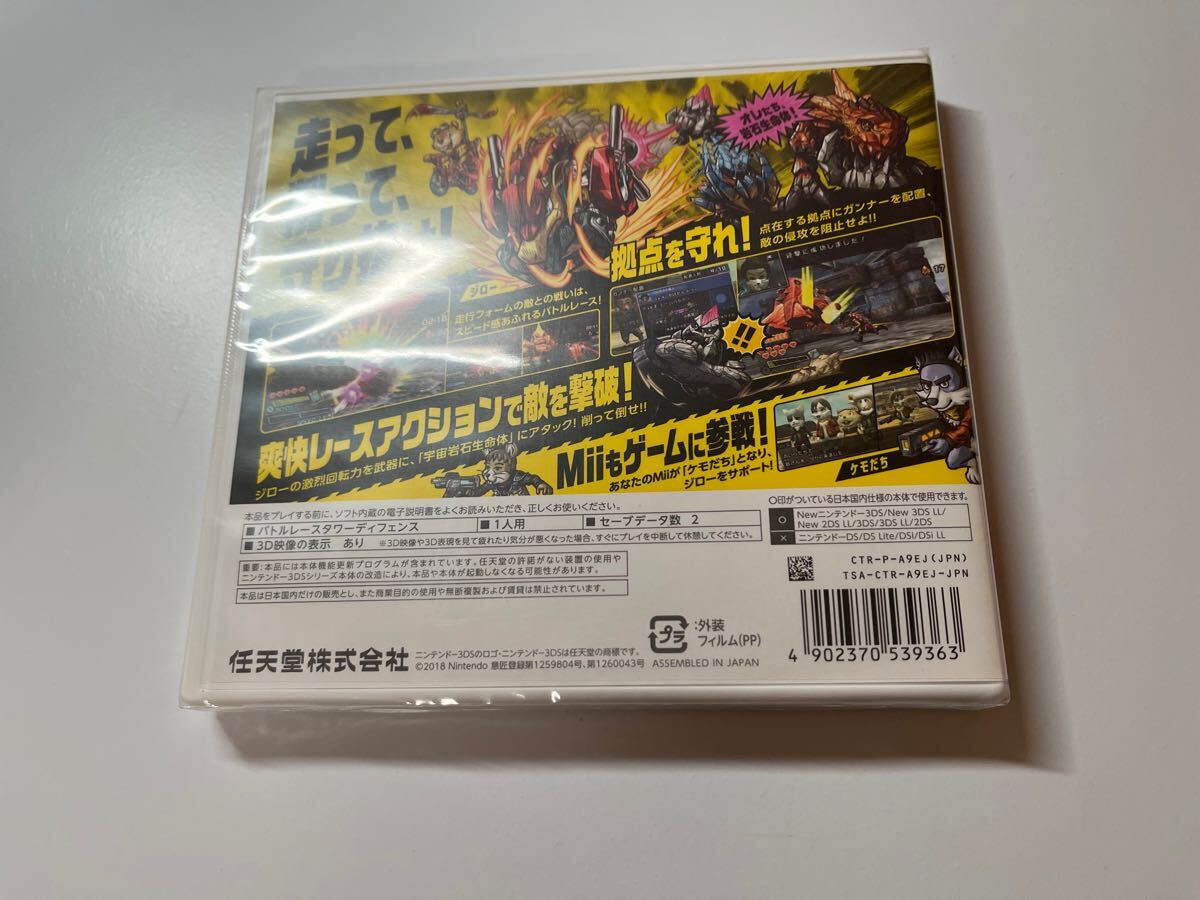 走って、
って、
オレたち、
岩石生命体！
ジロー
走行フォームの敵との戦いは、
スピード感あふれるバトルレース！
拠点を守れ！
点在する拠点にガンナーを配置、
敵の侵攻を阻止せよ!!
迎撃に成功しました！
17
!!
爽快レースアクションで敵を撃破！
ジローの激烈回転力を武器に、「宇宙岩石生命体」にアタック！削って倒せ!!
Miiもゲームに参戦！
あなたのMiiが「ケモだち」となり、
ジローをサポート！
ケモだち
本品をプレイする前に、ソフト内蔵の電子説明書をよくお読みいただき、正しくお使いください。
■バトルレースタワーディフェンス ■1人用 ■セーブデータ数 2
■3D映像の表示 あり ※3D映像や3D表現を見て疲れたり気分が悪くなった場合、すぐにプレイを中断して休憩してください。
重要：本品には本体機能更新プログラムが含まれています。任天堂の許諾がない装置の使用や
ニンテンドー3DSシリーズ本体の改造により、本品や本体が起動しなくなる可能性があります。
本品は日本国内だけの販売とし、また商業目的の使用や無断複製および賃貸は禁止されています。
〇印がついている日本国内仕様の本体で使用できます。
○ Newニンテンドー3DS/New 3DS LL/
New 2DS LL/3DS/3DS LL/2DS
× ニンテンドーDS/DS Lite/DSi/DSi LL
CTR-P-A9EJ(JPN)
TSA-CTR-A9EJ-JPN
任天堂株式会社
ニンテンドー3DSのロゴ・ニンテンドー3DSは任天堂の商標です。
©2018 Nintendo 意匠登録第1259804号、第1260043号
プラ
:外装
フィルム(PP)
ASSEMBLED IN JAPAN
4 902370 539363